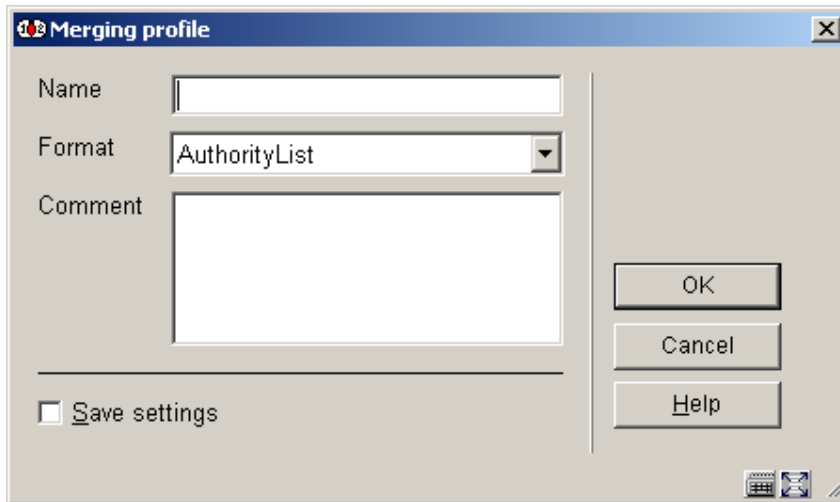 Merging profile
Name
Format
AuthorityList
Comment
OK
Cancel
Help
Save settings